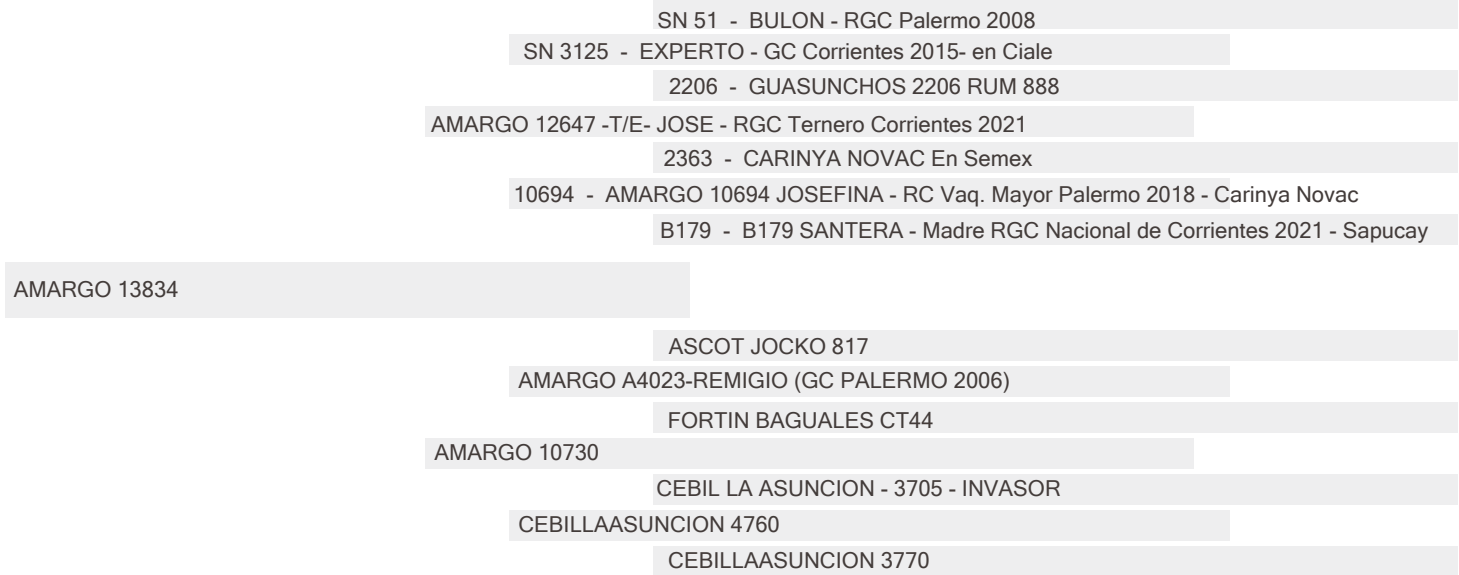 SN 51 - BULON - RGC Palermo 2008
SN 3125 - EXPERTO - GC Corrientes 2015- en Ciale
2206 - GUASUNCHOS 2206 RUM 888
AMARGO 12647 -T/E- JOSE - RGC Ternero Corrientes 2021
2363 - CARINYA NOVAC En Semex
10694 - AMARGO 10694 JOSEFINA - RC Vaq. Mayor Palermo 2018 - Carinya Novac
B179 - B179 SANTERA - Madre RGC Nacional de Corrientes 2021 - Sapucay
AMARGO 13834
ASCOT JOCKO 817
AMARGO A4023-REMIGIO (GC PALERMO 2006)
FORTIN BAGUALES CT44
AMARGO 10730
CEBIL LA ASUNCION - 3705 - INVASOR
CEBILLAASUNCION 4760
CEBILLAASUNCION 3770